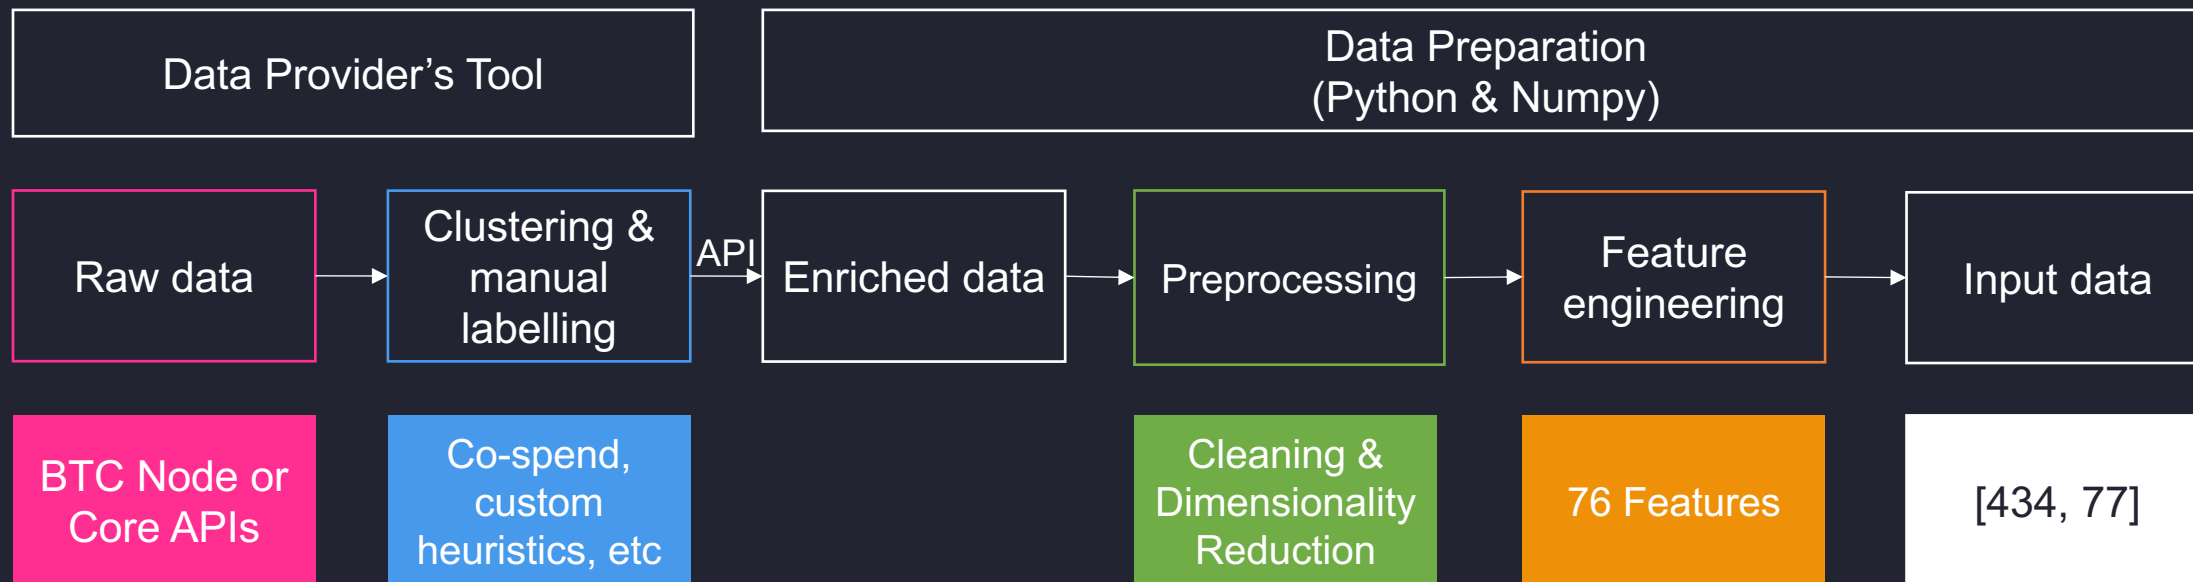 Data Provider's Tool
Data Preparation
(Python & Numpy)
Raw data
Clustering &
manual
labelling
API
Enriched data
Preprocessing
Feature
engineering
Input data
BTC Node or
Core APIs
Co-spend,
custom
heuristics, etc
Cleaning &
Dimensionality
Reduction
76 Features
[434, 77]